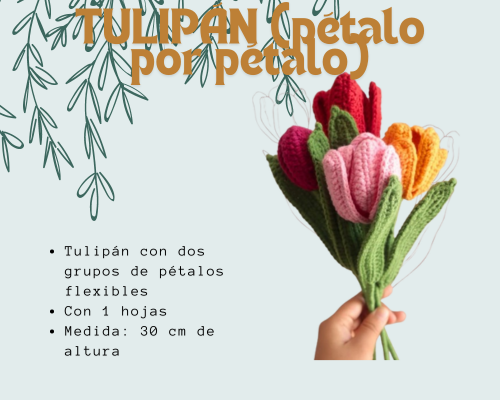 TULIPÁN (pétalo
por pétalo)
• Tulipán con dos
grupos de pétalos
flexibles
• Con 1 hojas
• Medida: 30 cm de
altura